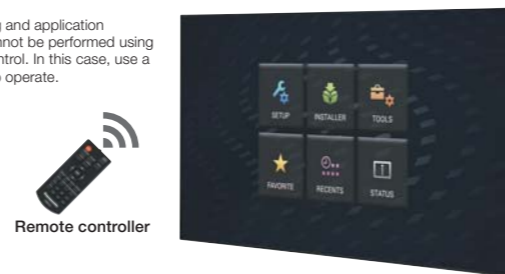 g and application
nnot be performed using
ntrol. In this case, use a
o operate.
SETUP
INSTALLER
TOOLS
FAVORITE
RECENTS
STATUS
Remote controller